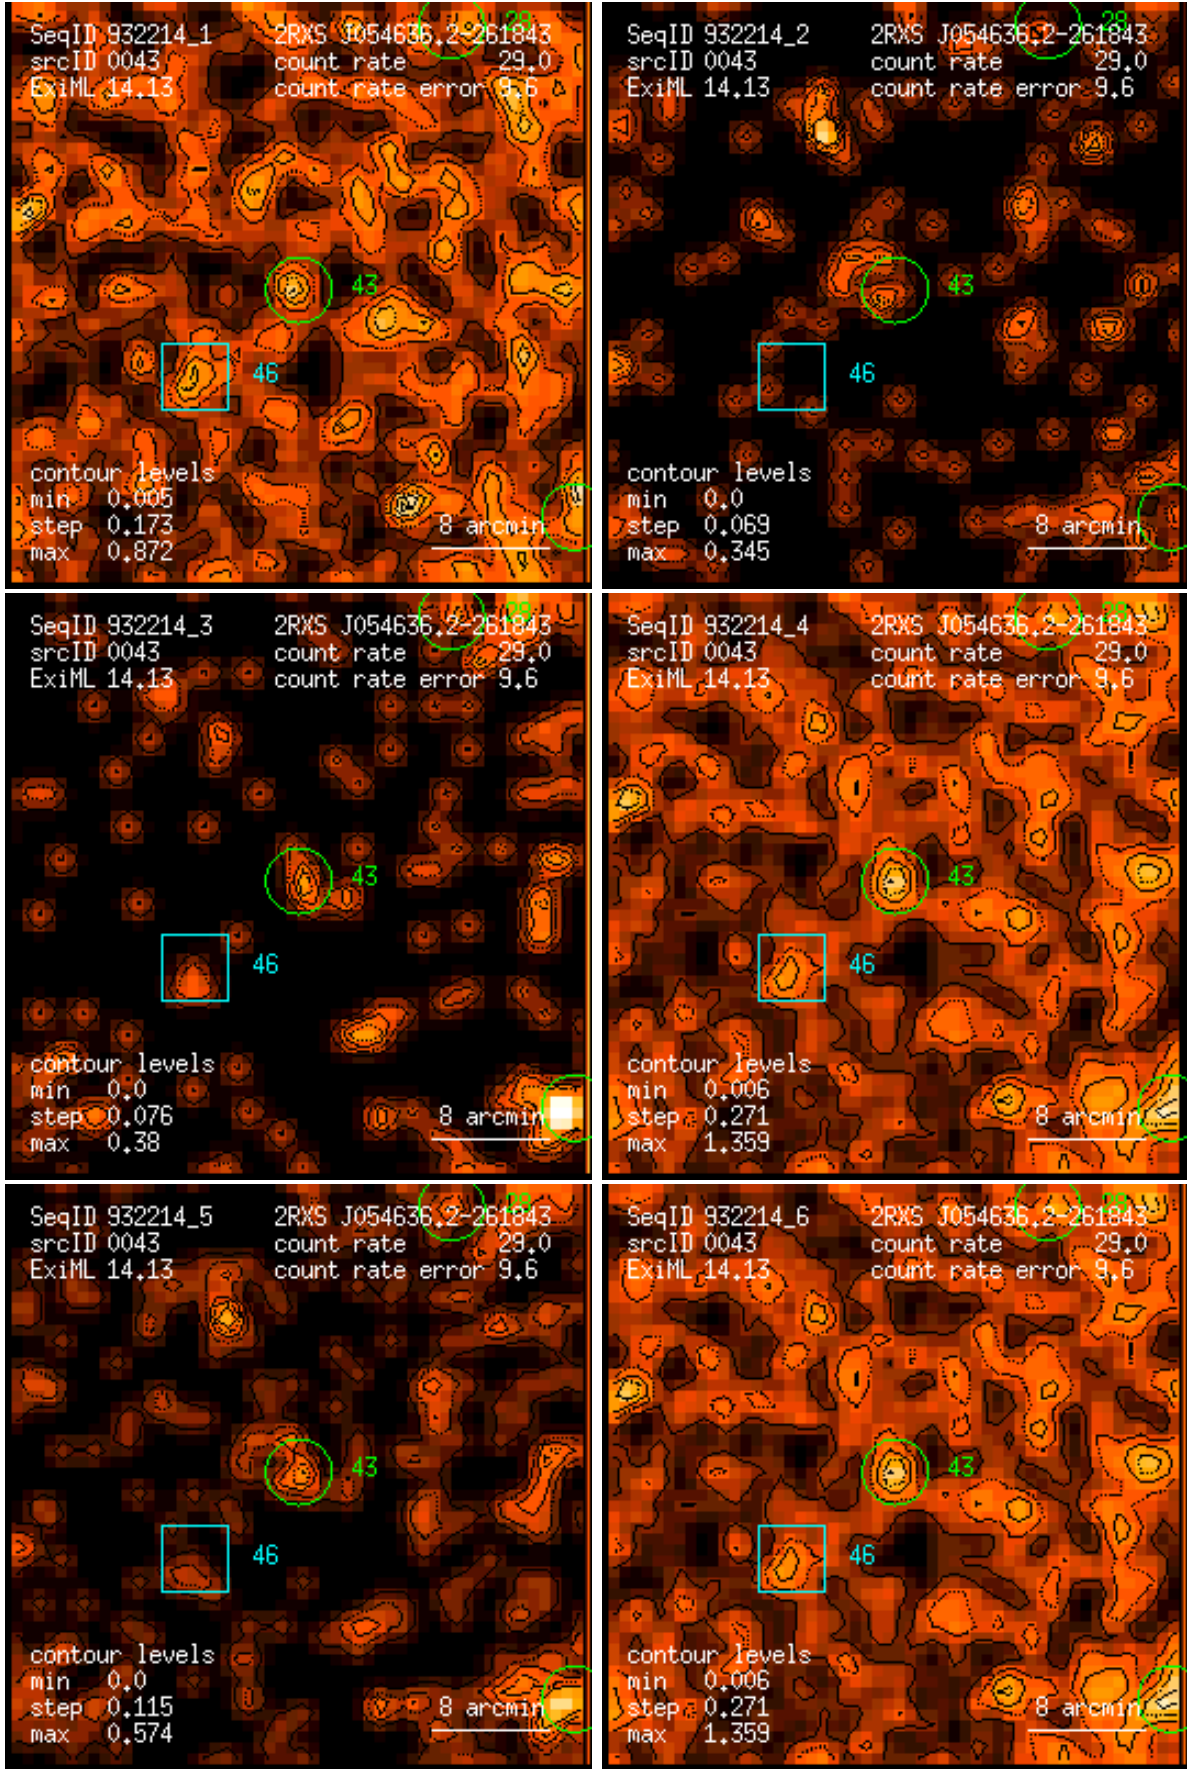 SeqID 932214_1 2RXS J054636.2-261843
srcID 0043 count rate 29.0
ExiML 14.13 count rate error 9.6
43
46
contour levels
min 0.005
step 0.173
max 0.872
8 arcmin
SeqID 932214_2 2RXS J054636.2-261843
srcID 0043 count rate 29.0
ExiML 14.13 count rate error 9.6
43
46
contour levels
min 0.0
step 0.069
max 0.345
8 arcmin
SeqID 932214_3 2RXS J054636.2-261843
srcID 0043 count rate 29.0
ExiML 14.13 count rate error 9.6
43
46
contour levels
min 0.0
step 0.076
max 0.38
8 arcmin
SeqID 932214_4 2RXS J054636.2-261843
srcID 0043 count rate 29.0
ExiML 14.13 count rate error 9.6
43
46
contour levels
min 0.006
step 0.271
max 1.359
8 arcmin
SeqID 932214_5 2RXS J054636.2-261843
srcID 0043 count rate 29.0
ExiML 14.13 count rate error 9.6
43
46
contour levels
min 0.0
step 0.115
max 0.574
8 arcmin
SeqID 932214_6 2RXS J054636.2-261843
srcID 0043 count rate 29.0
ExiML 14.13 count rate error 9.6
43
46
contour levels
min 0.006
step 0.271
max 1.359
8 arcmin